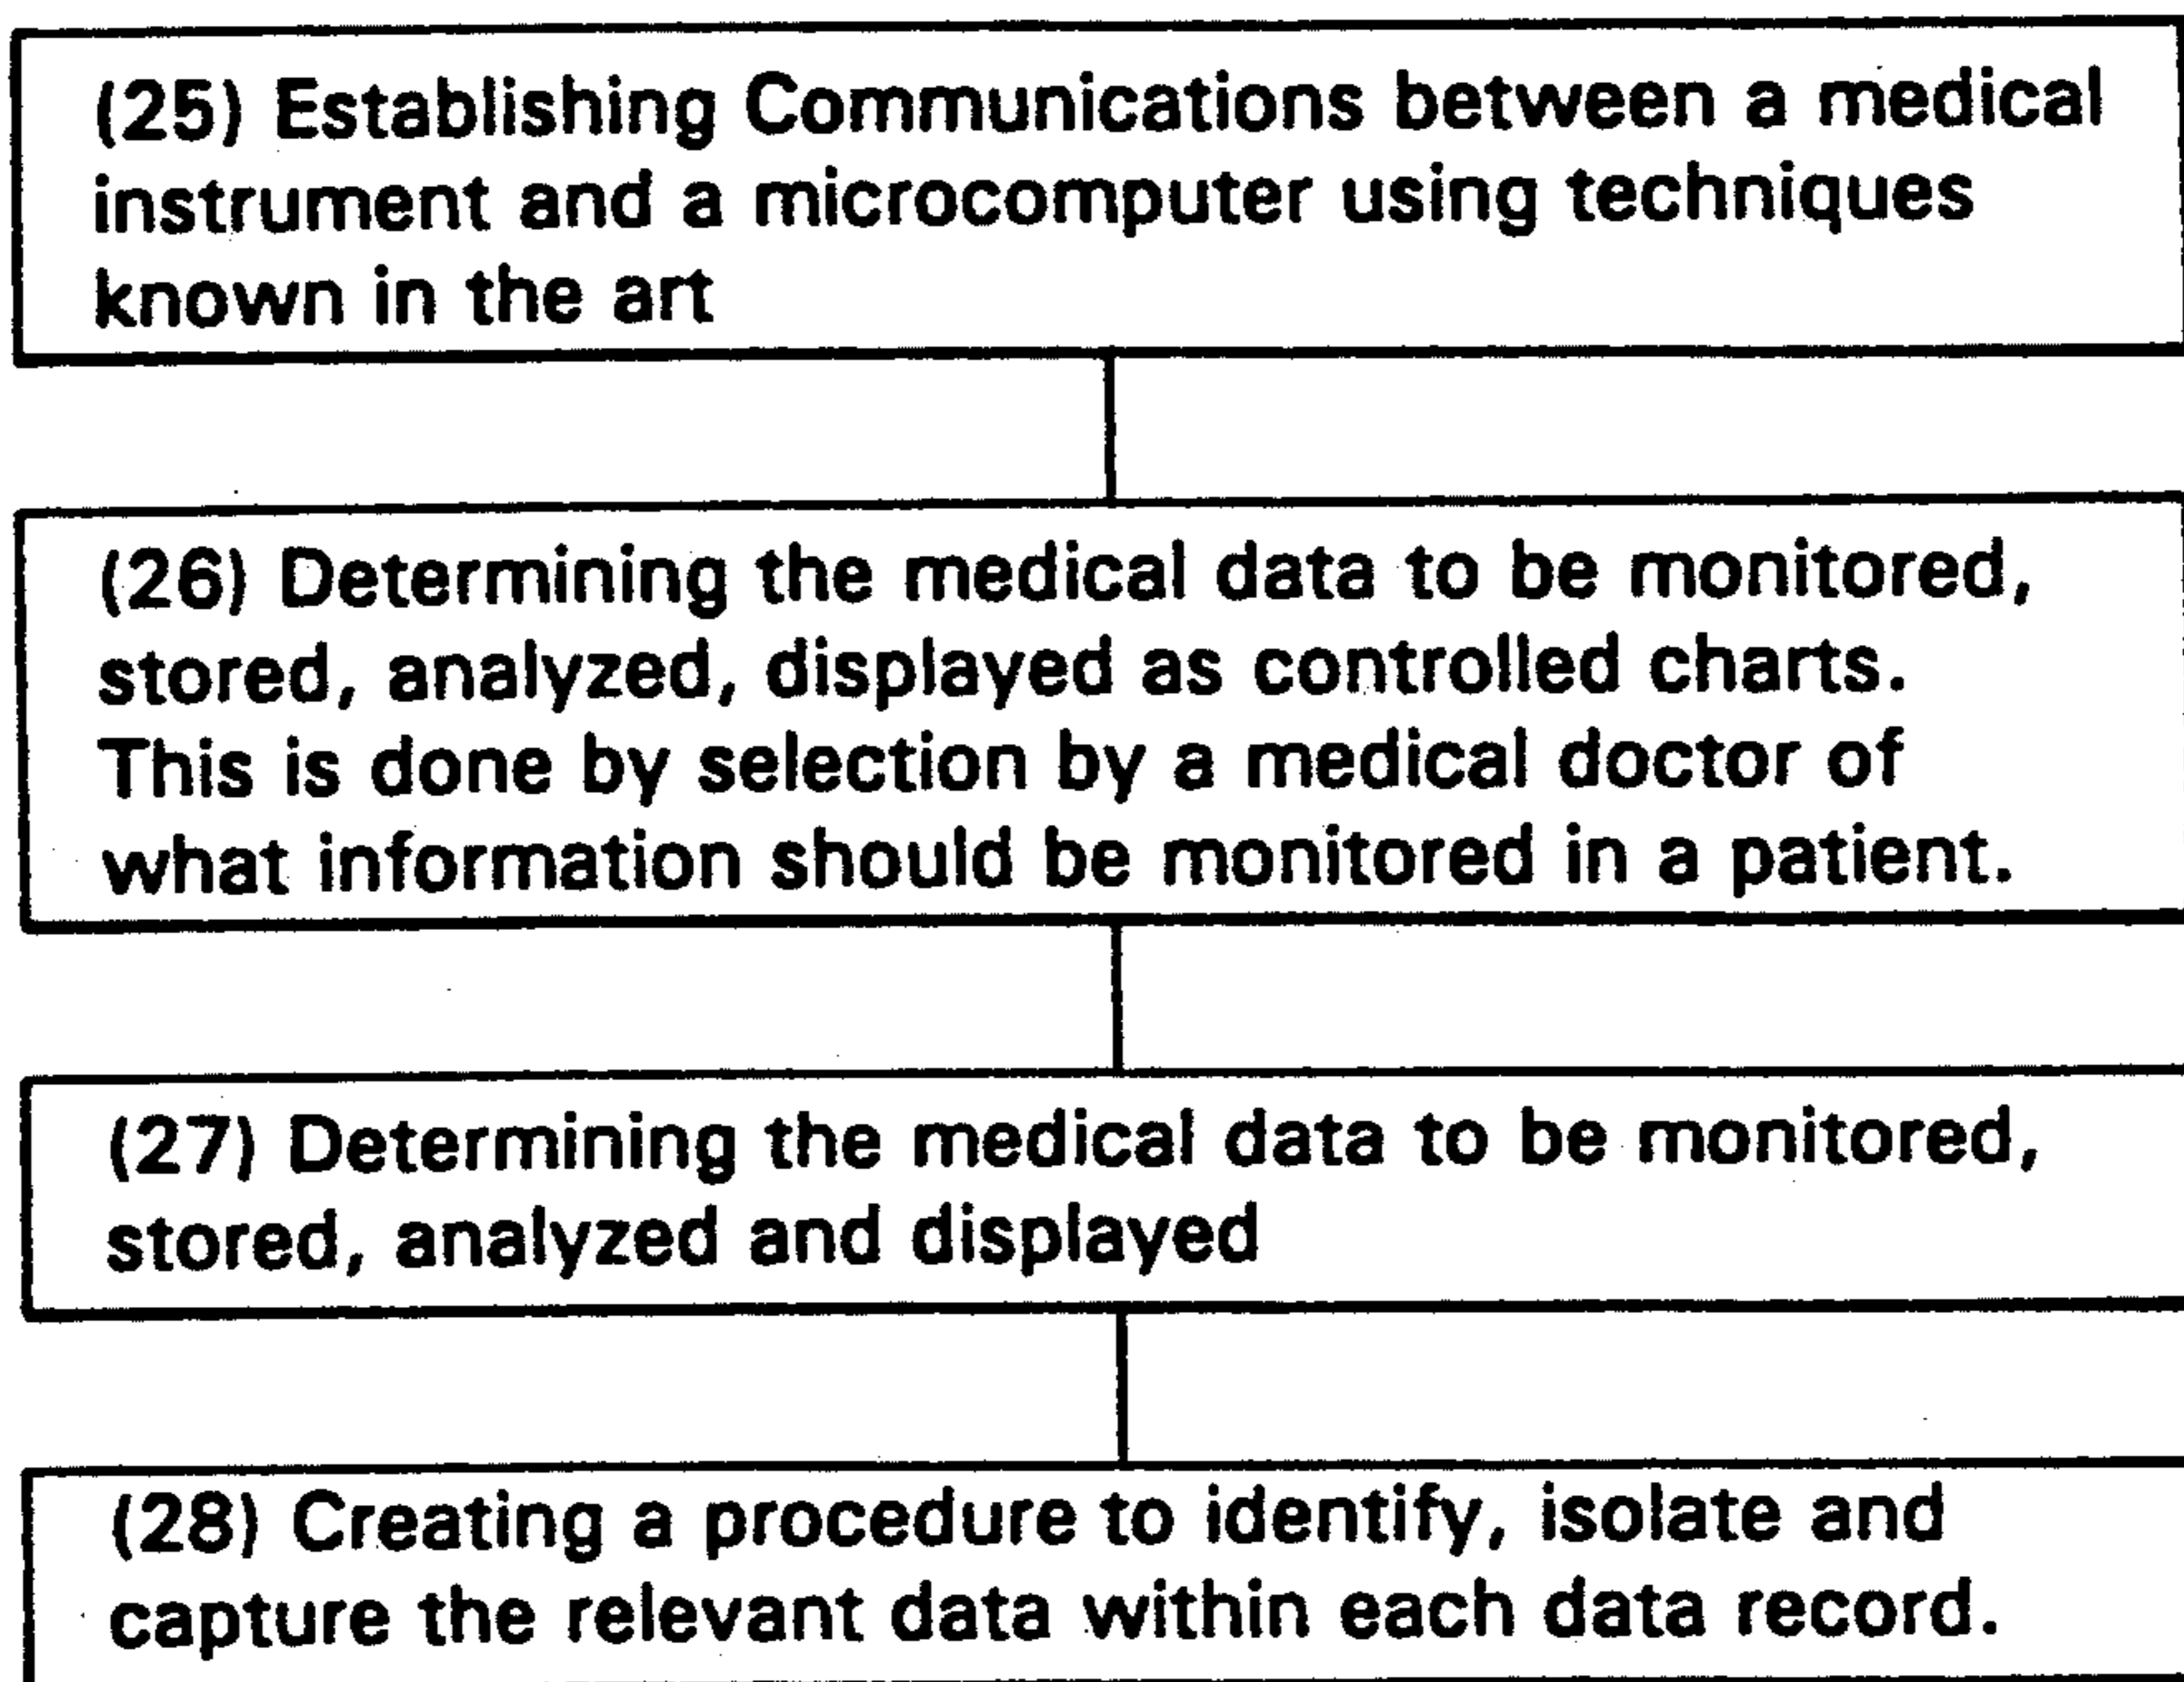 (25) Establishing Communications between a medical
instrument and a microcomputer using techniques
known in the art
(26) Determining the medical data to be monitored,
stored, analyzed, displayed as controlled charts.
This is done by selection by a medical doctor of
what information should be monitored in a patient.
(27) Determining the medical data to be monitored,
stored, analyzed and displayed
(28) Creating a procedure to identify, isolate and
capture the relevant data within each data record.